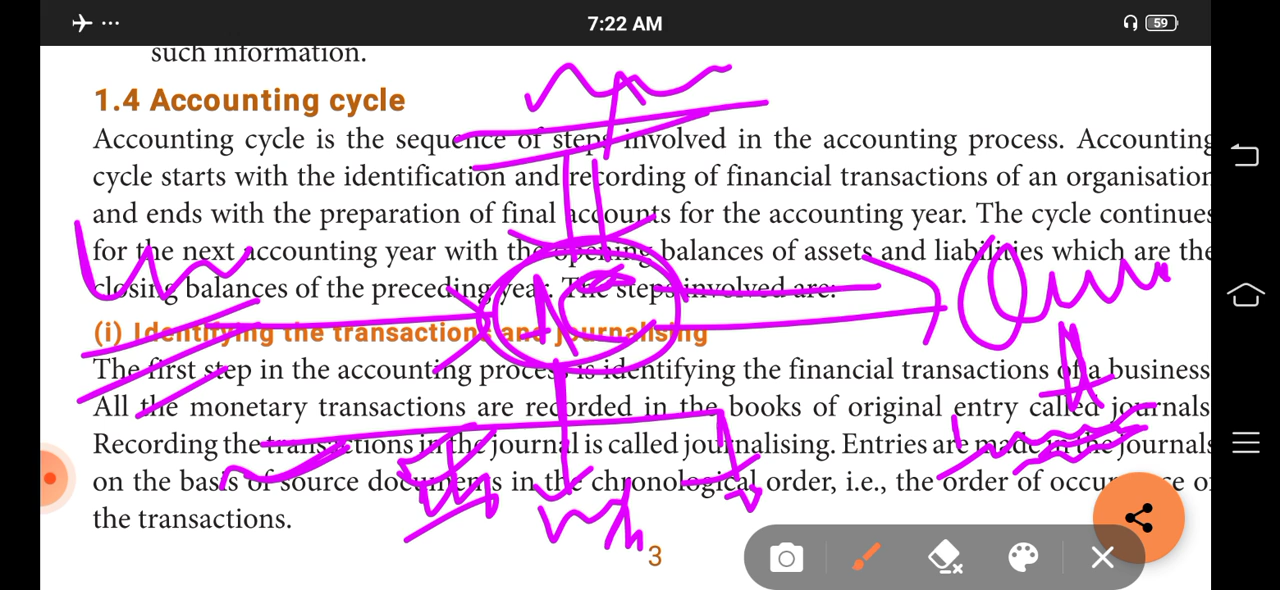 7:22 AM
59
such information.
1.4 Accounting cycle
Accounting cycle is the sequence of steps involved in the accounting process. Accounting
cycle starts with the identification and recording of financial transactions of an organisation
and ends with the preparation of final accounts for the accounting year. The cycle continues
for the next accounting year with the opening balances of assets and liabilities which are the
closing balances of the preceding year. The steps involved are:
(i) Identifying the transactions and journalising
The first step in the accounting process is identifying the financial transactions of a business
All the monetary transactions are recorded in the books of original entry called journals
Recording the transactions in the journal is called journalising. Entries are made in the journals
on the basis of source documents in the chronological order, i.e., the order of occurrence of
the transactions.
3